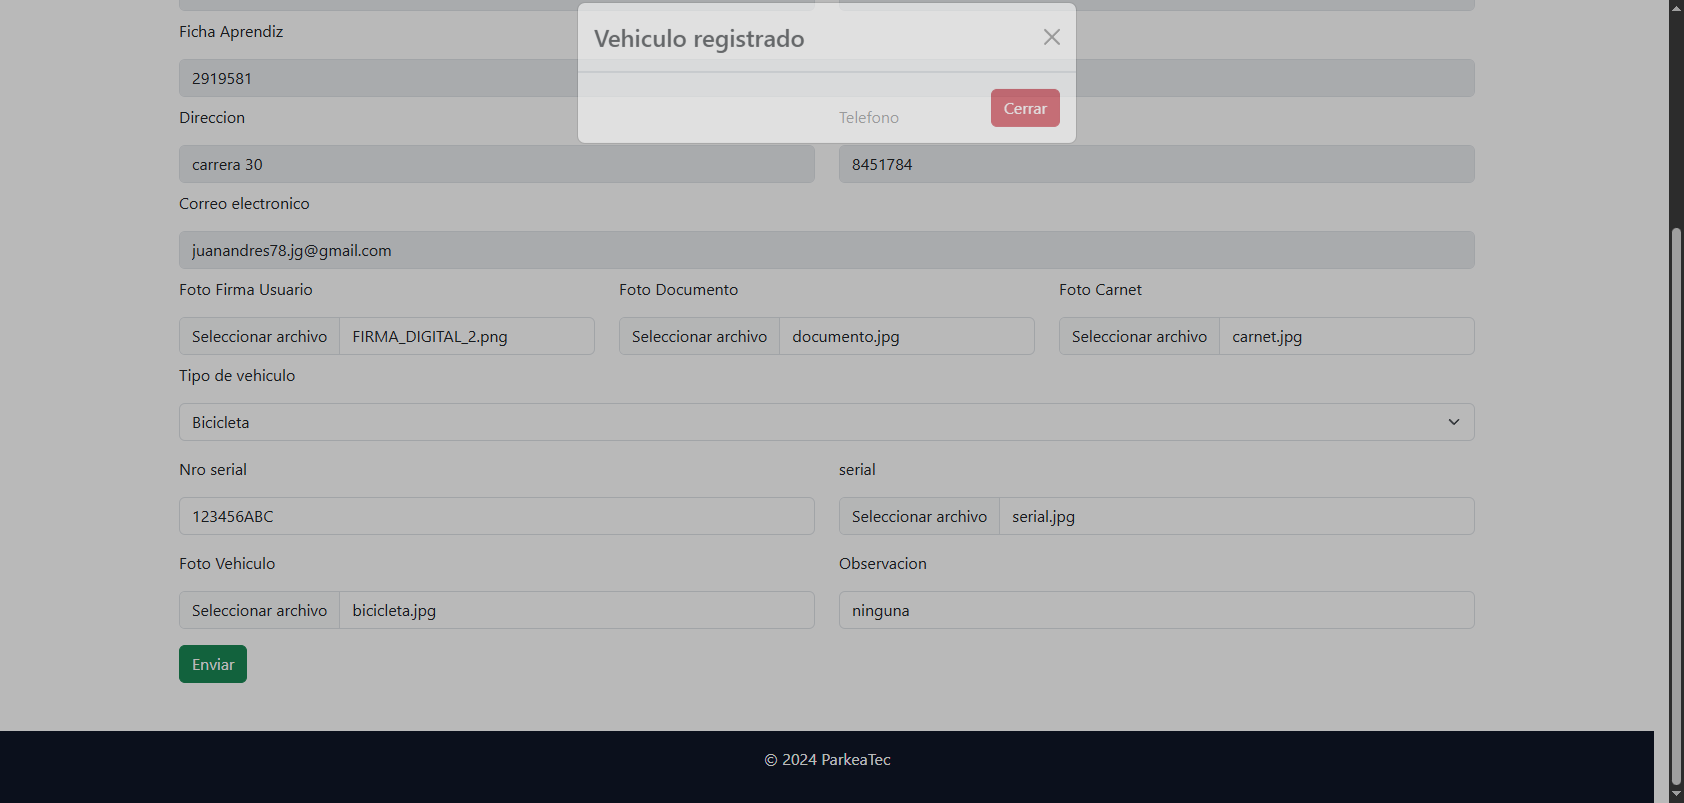 Vehiculo registrado
Ficha Aprendiz
2919581
Cerrar
Direccion
Telefono
carrera 30
8451784
Correo electronico
juanandres78.jg@gmail.com
Foto Firma Usuario
Foto Documento
Foto Carnet
Seleccionar archivo FIRMA_DIGITAL_2.png
Seleccionar archivo documento.jpg
Seleccionar archivo carnet.jpg
Tipo de vehiculo
Bicicleta
Nro serial
serial
123456ABC
Seleccionar archivo serial.jpg
Foto Vehiculo
Observacion
Seleccionar archivo bicicleta.jpg
ninguna
Enviar
© 2024 ParkeaTec